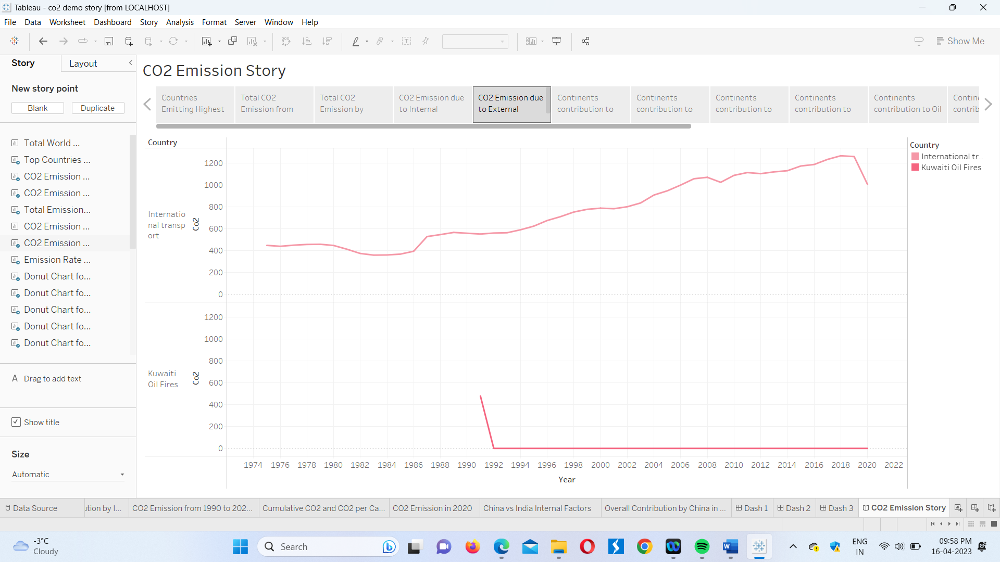 Tableau - co2 demo story [from LOCALHOST]
File Data Worksheet Dashboard Story Analysis Format Server Window Help
Show Me
Story Layout
New story point
Blank Duplicate
Total World ...
Top Countries ...
CO2 Emission ...
CO2 Emission ...
Total Emission...
CO2 Emission ...
CO2 Emission ...
Emission Rate ...
Donut Chart fo...
Donut Chart fo...
Donut Chart fo...
Donut Chart fo...
Donut Chart fo...
A Drag to add text
Show title
Size
Automatic
CO2 Emission Story
Countries
Emitting Highest
Total CO2
Emission from
Total CO2
Emission by
CO2 Emission due
to Internal
CO2 Emission due
to External
Continents
contribution to
Continents
contribution to
Continents
contribution to
Continents
contribution to
Continents
contribution to Oil
Contine
contrib
Country
Internatio
nal transp
ort
Co2
1200
1000
800
600
400
200
0
Kuwaiti
Oil Fires
Co2
1200
1000
800
600
400
200
0
1974 1976 1978 1980 1982 1984 1986 1988 1990 1992 1994 1996 1998 2000 2002 2004 2006 2008 2010 2012 2014 2016 2018 2020 2022
Year
Country
International tr..
Kuwaiti Oil Fires
Data Source ution by I... CO2 Emission from 1990 to 202... Cumulative CO2 and CO2 per Ca... CO2 Emission in 2020 China vs India Internal Factors Overall Contribution by China in ... Dash 1 Dash 2 Dash 3 CO2 Emission Story
-3°C
Cloudy
Search
ENG
IN
09:58 PM
16-04-2023